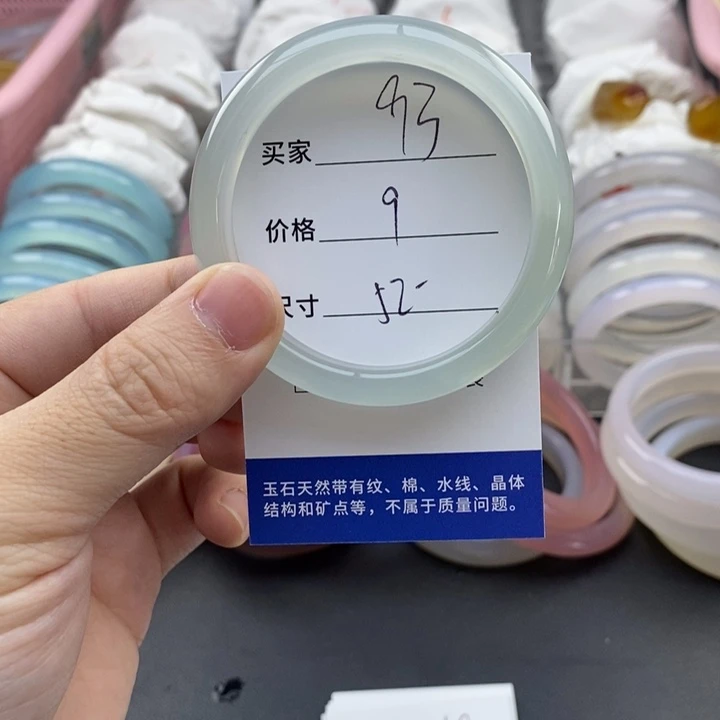 买家
价格 9
尺寸 52-
玉石天然带有纹、棉、水线、晶体
结构和矿点等，不属于质量问题。